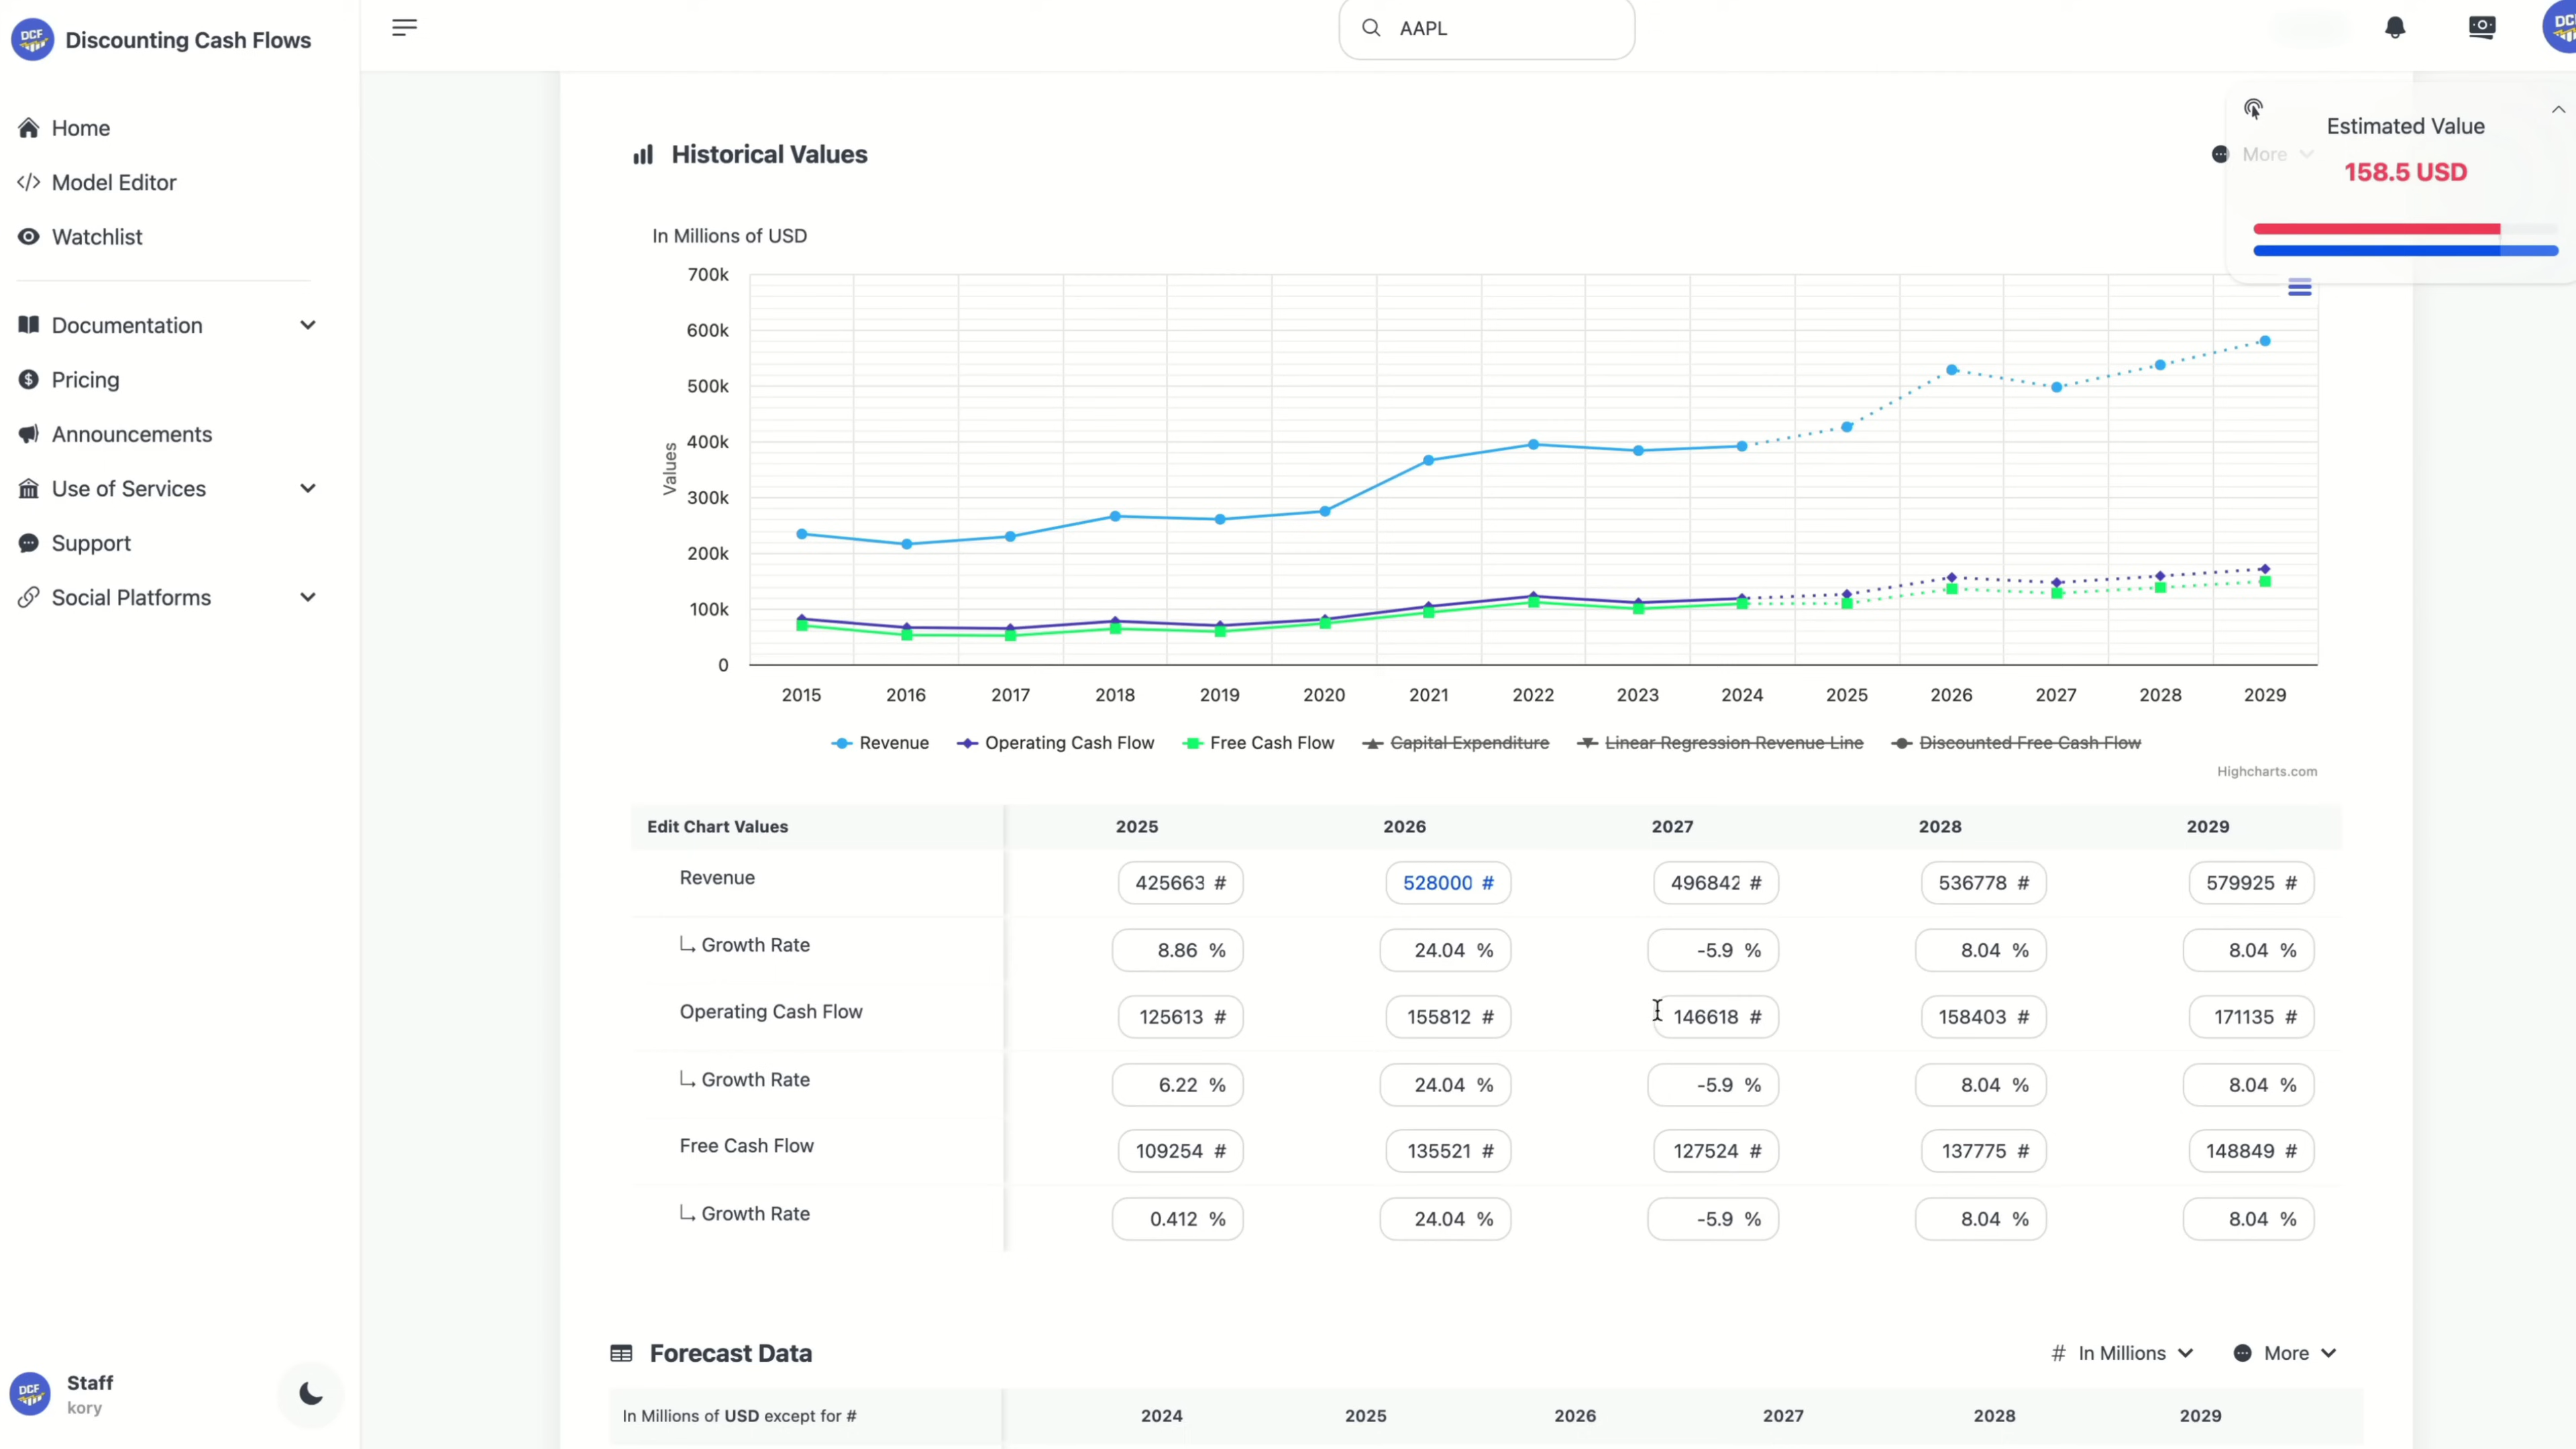 DCF Discounting Cash Flows
AAPL
DC
Home
Model Editor
Watchlist
Documentation
Pricing
Announcements
Use of Services
Support
Social Platforms
DCF Staff
kory
Historical Values
More
Estimated Value
158.5 USD
In Millions of USD
Values
700k
600k
500k
400k
300k
200k
100k
0
2015 2016 2017 2018 2019 2020 2021 2022 2023 2024 2025 2026 2027 2028 2029
Revenue Operating Cash Flow Free Cash Flow Capital Expenditure Linear Regression Revenue Line Discounted Free Cash Flow
Highcharts.com
Edit Chart Values 2025 2026 2027 2028 2029
Revenue 425663 # 528000 # 496842 # 536778 # 579925 #
Growth Rate 8.86 % 24.04 % -5.9 % 8.04 % 8.04 %
Operating Cash Flow 125613 # 155812 # 146618 # 158403 # 171135 #
Growth Rate 6.22 % 24.04 % -5.9 % 8.04 % 8.04 %
Free Cash Flow 109254 # 135521 # 127524 # 137775 # 148849 #
Growth Rate 0.412 % 24.04 % -5.9 % 8.04 % 8.04 %
Forecast Data # In Millions More
In Millions of USD except for # 2024 2025 2026 2027 2028 2029